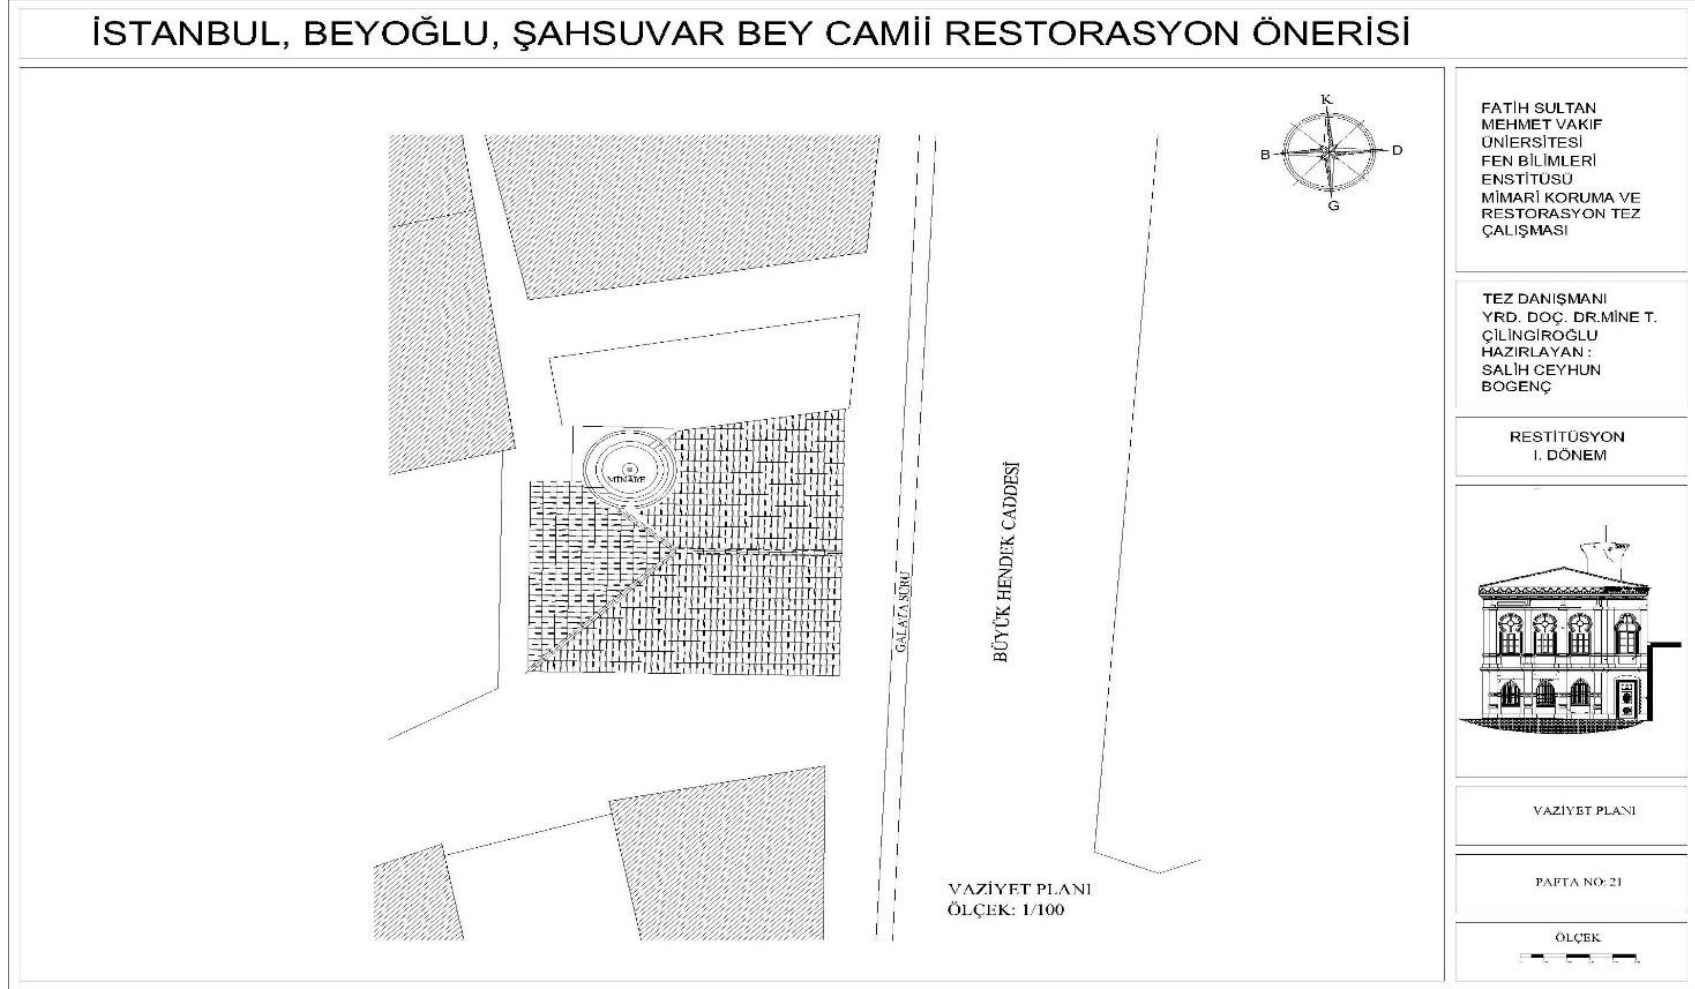 İSTANBUL, BEYOĞLU, ŞAHSUVAR BEY CAMİİ RESTORASYON ÖNERİSİ
K
B
D
G
MİNARE
GALATA SURU
BÜYÜK HENDEK CADDESİ
VAZİYET PLANI
ÖLÇEK: 1/100
FATİH SULTAN
MEHMET VAKIF
ÜNİERSİTESİ
FEN BİLİMLERİ
ENSTİTÜSÜ
MİMARİ KORUMA VE
RESTORASYON TEZ
ÇALIŞMASI
TEZ DANIŞMANI
YRD. DOÇ. DR.MİNE T.
ÇİLİNGİROĞLU
HAZIRLAYAN :
SALİH CEYHUN
BOGENÇ
RESTİTÜSYON
I. DÖNEM
VAZİYET PLANI
PAFTA NO: 21
ÖLÇEK